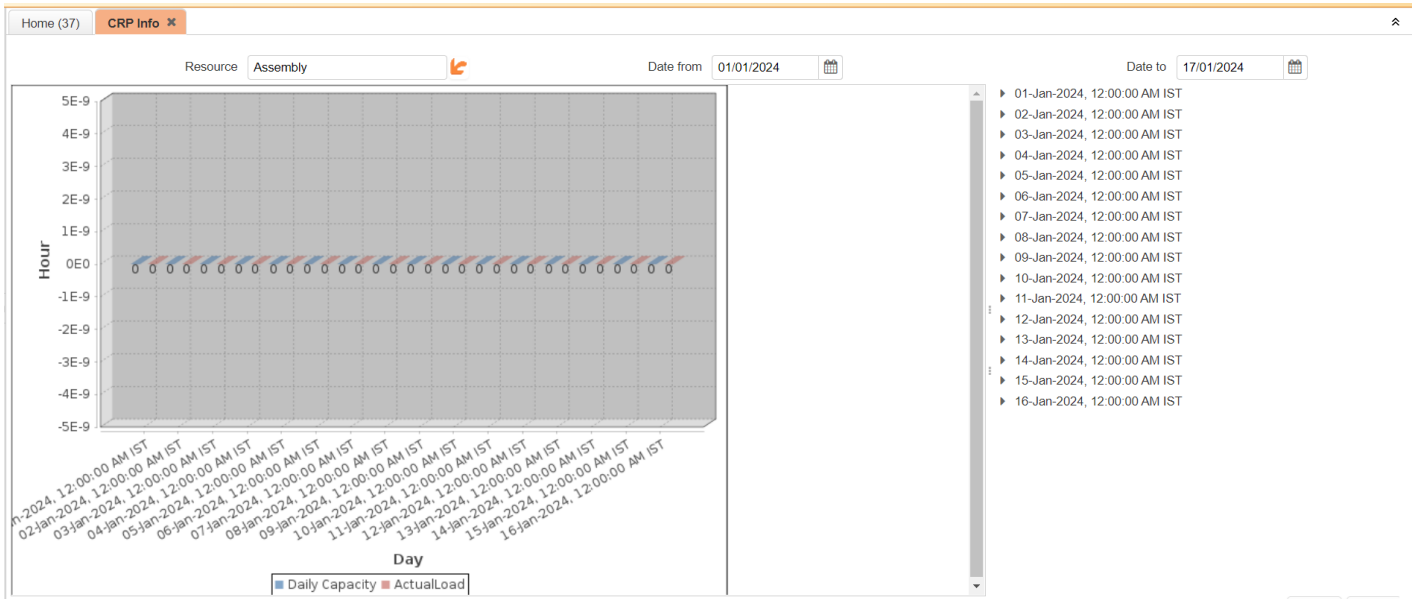 Home (37)
CRP Info
Resource Assembly
Date from 01/01/2024
Date to 17/01/2024
5E-9
4E-9
3E-9
2E-9
1E-9
0E0
-1E-9
-2E-9
-3E-9
-4E-9
-5E-9
Hour
0 0 0 0 0 0 0 0 0 0 0 0 0 0 0 0 0 0 0 0 0 0 0 0 0 0 0 0 0 0 0 0
n-2024, 12:00:00 AM IST
02-Jan-2024, 12:00:00 AM IST
03-Jan-2024, 12:00:00 AM IST
04-Jan-2024, 12:00:00 AM IST
05-Jan-2024, 12:00:00 AM IST
06-Jan-2024, 12:00:00 AM IST
07-Jan-2024, 12:00:00 AM IST
08-Jan-2024, 12:00:00 AM IST
09-Jan-2024, 12:00:00 AM IST
10-Jan-2024, 12:00:00 AM IST
11-Jan-2024, 12:00:00 AM IST
12-Jan-2024, 12:00:00 AM IST
13-Jan-2024, 12:00:00 AM IST
14-Jan-2024, 12:00:00 AM IST
15-Jan-2024, 12:00:00 AM IST
16-Jan-2024, 12:00:00 AM IST
Day
Daily Capacity ActualLoad
01-Jan-2024, 12:00:00 AM IST
02-Jan-2024, 12:00:00 AM IST
03-Jan-2024, 12:00:00 AM IST
04-Jan-2024, 12:00:00 AM IST
05-Jan-2024, 12:00:00 AM IST
06-Jan-2024, 12:00:00 AM IST
07-Jan-2024, 12:00:00 AM IST
08-Jan-2024, 12:00:00 AM IST
09-Jan-2024, 12:00:00 AM IST
10-Jan-2024, 12:00:00 AM IST
11-Jan-2024, 12:00:00 AM IST
12-Jan-2024, 12:00:00 AM IST
13-Jan-2024, 12:00:00 AM IST
14-Jan-2024, 12:00:00 AM IST
15-Jan-2024, 12:00:00 AM IST
16-Jan-2024, 12:00:00 AM IST